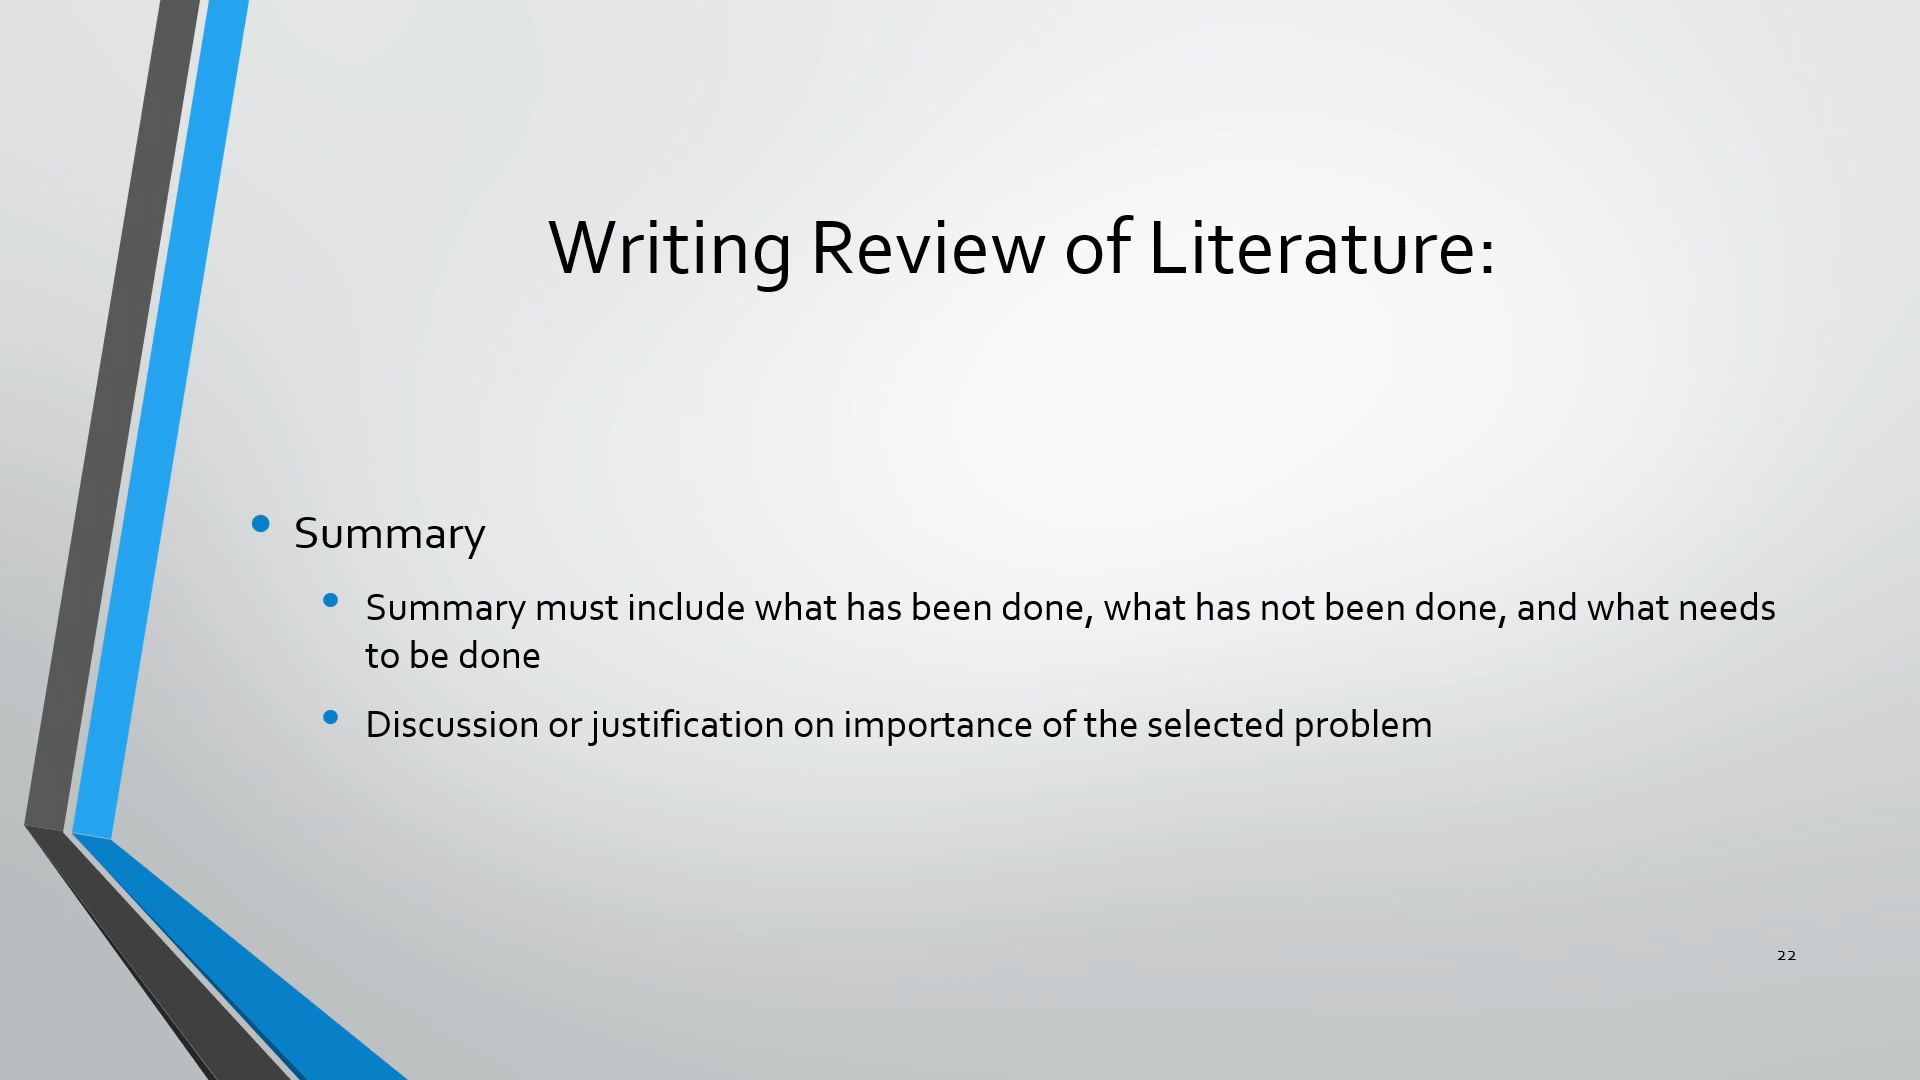 Writing Review of Literature:
Summary
Summary must include what has been done, what has not been done, and what needs
to be done
Discussion or justification on importance of the selected problem
22